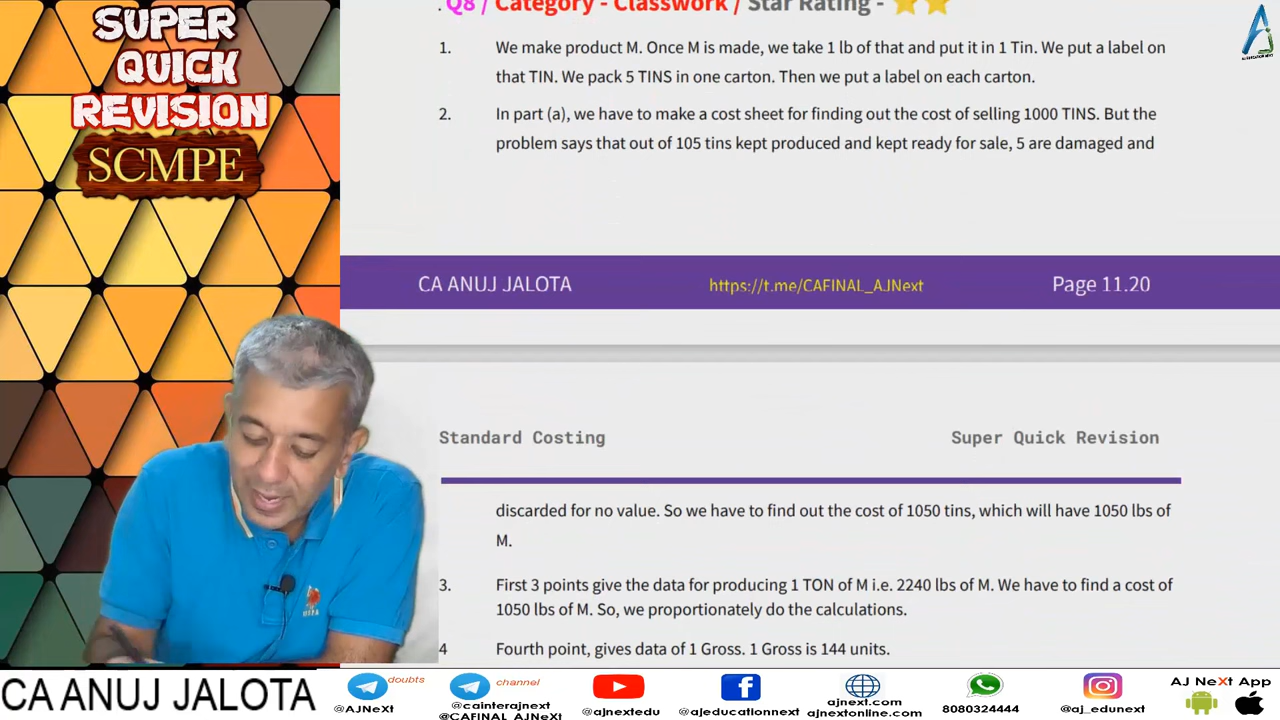 SUPER
QUICK
REVISION
SCMPE
. Q8 / Category - Classwork / Star Rating -
1. We make product M. Once M is made, we take 1 lb of that and put it in 1 Tin. We put a label on
that TIN. We pack 5 TINS in one carton. Then we put a label on each carton.
2. In part (a), we have to make a cost sheet for finding out the cost of selling 1000 TINS. But the
problem says that out of 105 tins kept produced and kept ready for sale, 5 are damaged and
CA ANUJ JALOTA https://t.me/CAFINAL_AJNext Page 11.20
Standard Costing Super Quick Revision
discarded for no value. So we have to find out the cost of 1050 tins, which will have 1050 lbs of
M.
3. First 3 points give the data for producing 1 TON of M i.e. 2240 lbs of M. We have to find a cost of
1050 lbs of M. So, we proportionately do the calculations.
4 Fourth point, gives data of 1 Gross. 1 Gross is 144 units.
CA ANUJ JALOTA
doubts
@AJNeXt
channel
@cainterajnext
@CAFINAL_AJNeXt
@ajnextedu
@ajeducationnext
ajnext.com
ajnextonline.com
8080324444
@aj_edunext
AJ NeXt App